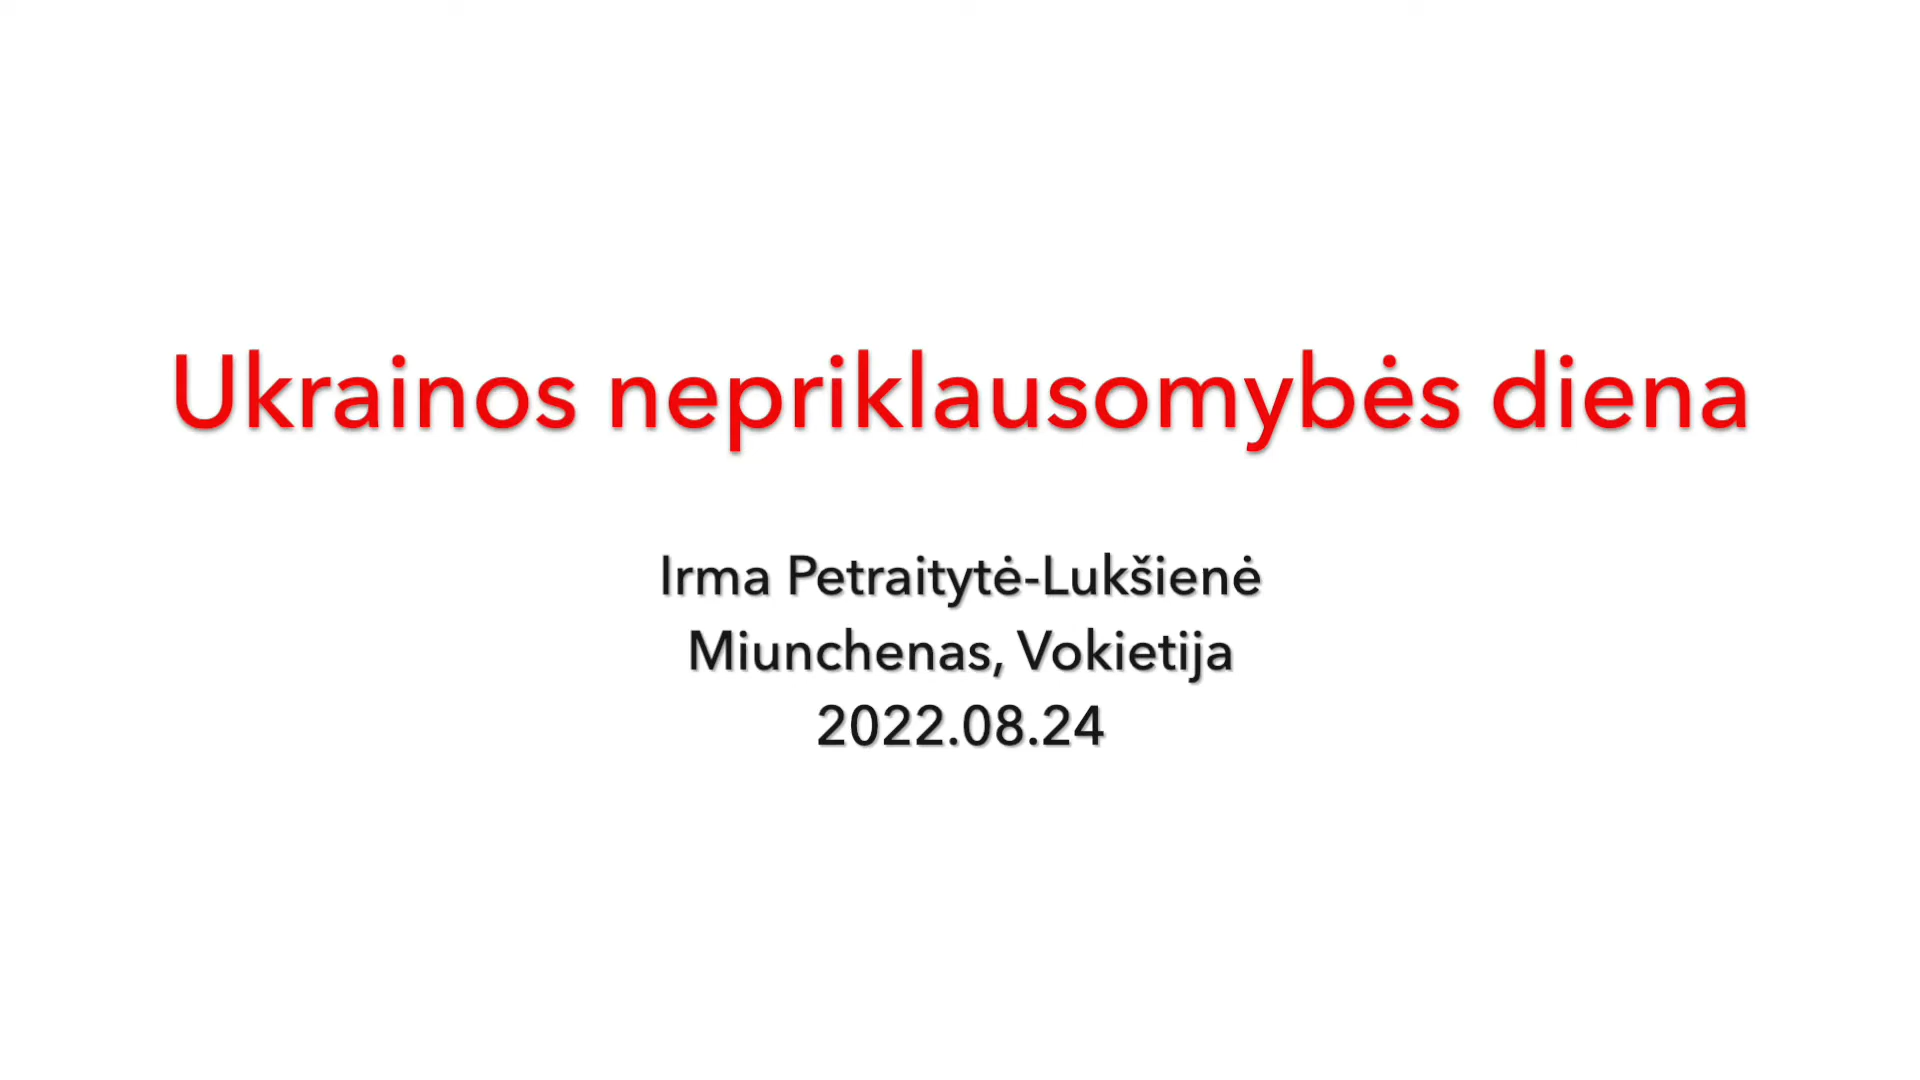 Ukrainos nepriklausomybės diena
Irma Petraitytė-Lukšienė
Miunchenas, Vokietija
2022.08.24